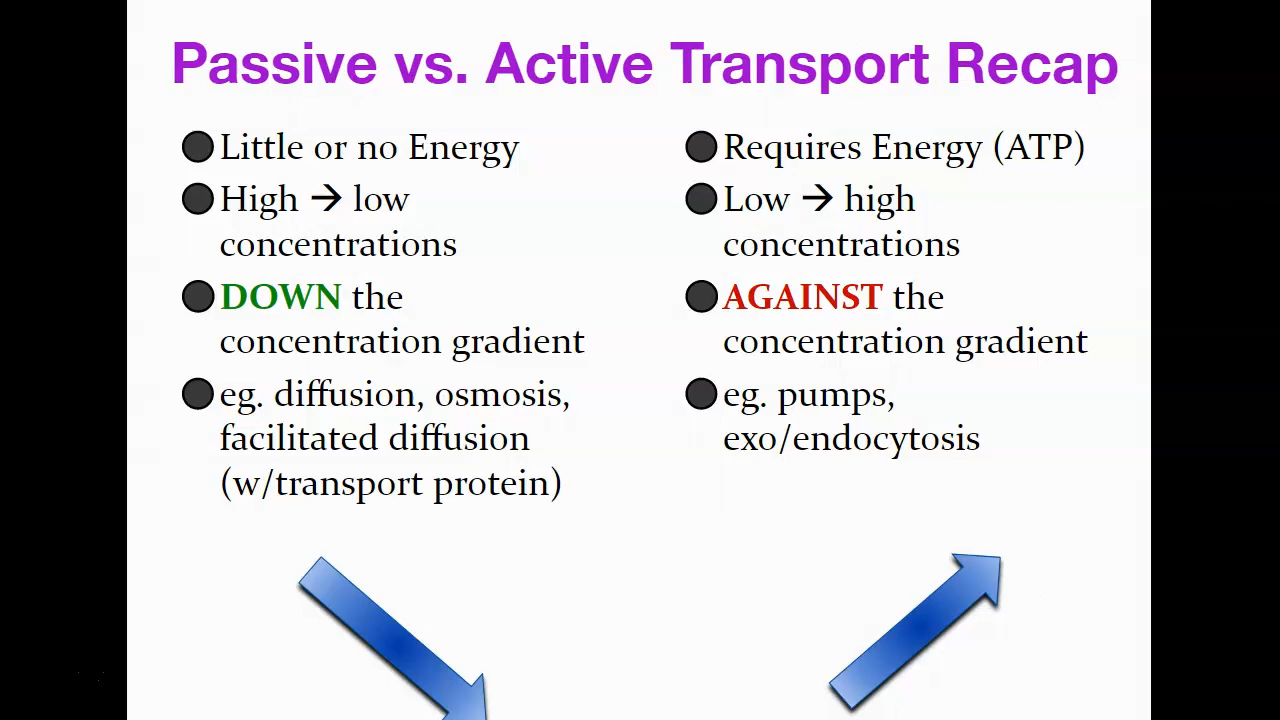 Passive vs. Active Transport Recap
Little or no Energy
High → low
concentrations
DOWN the
concentration gradient
eg. diffusion, osmosis,
facilitated diffusion
(w/transport protein)
Requires Energy (ATP)
Low → high
concentrations
AGAINST the
concentration gradient
eg. pumps,
exo/endocytosis